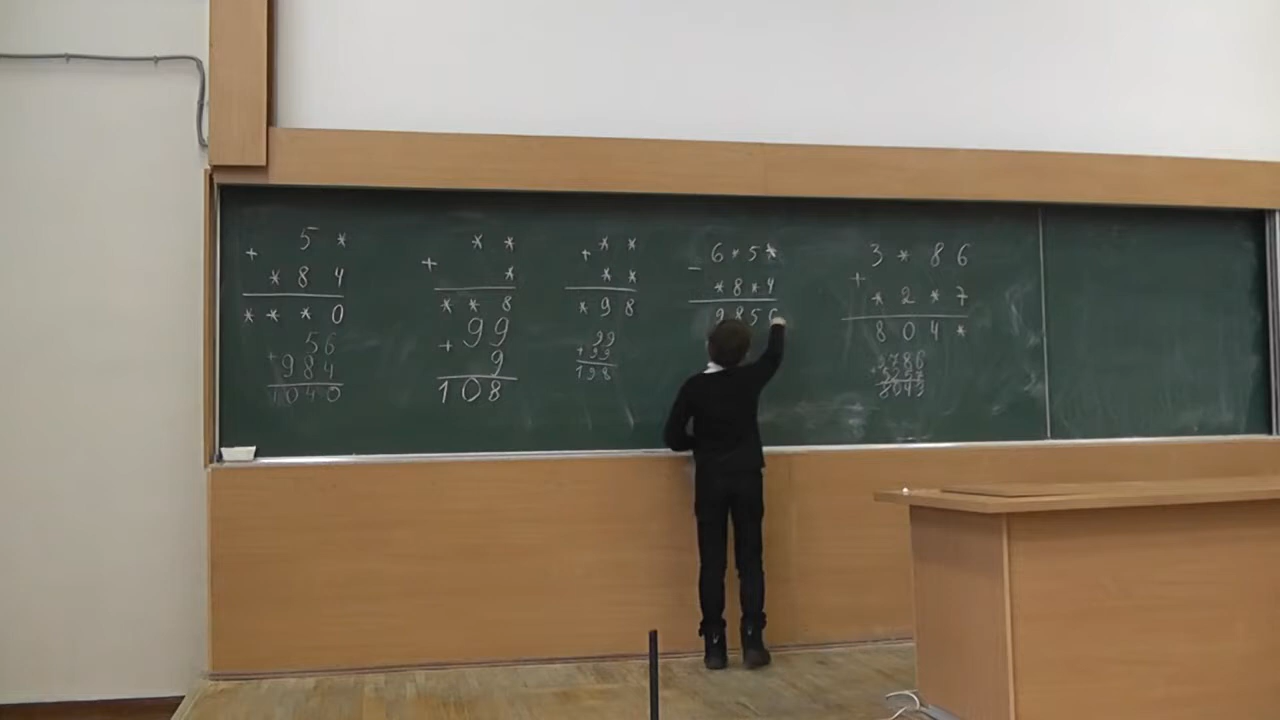 5 *
+
* 8 4
* * * 0
56
+
984
1040
* *
+
*
* * 8
99
+
9
108
+ * *
* *
* 9 8
99
+ 99
198
6 * 5 *
−
* 8 * 4
9856
3 * 8 6
+
* 2 * 7
8 0 4 *